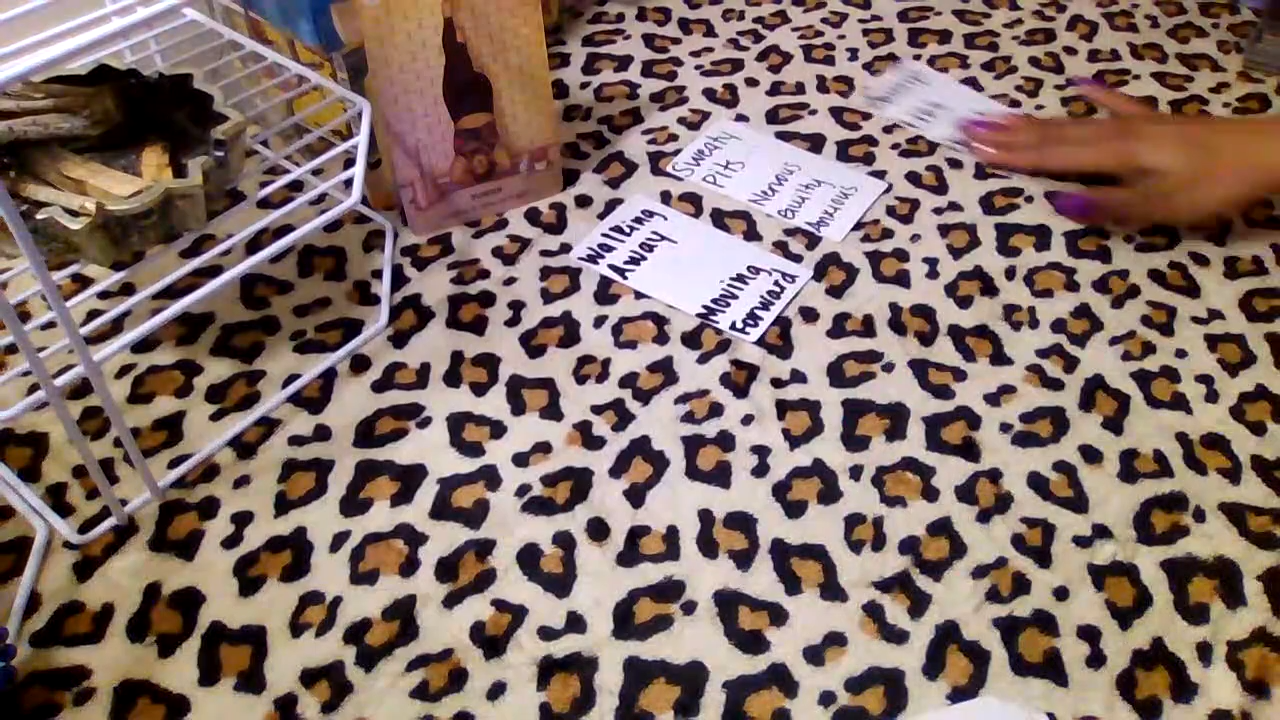 Sweaty
Pits
Nervous
Guilty
Anxious
Walking
Away
Moving
Forward